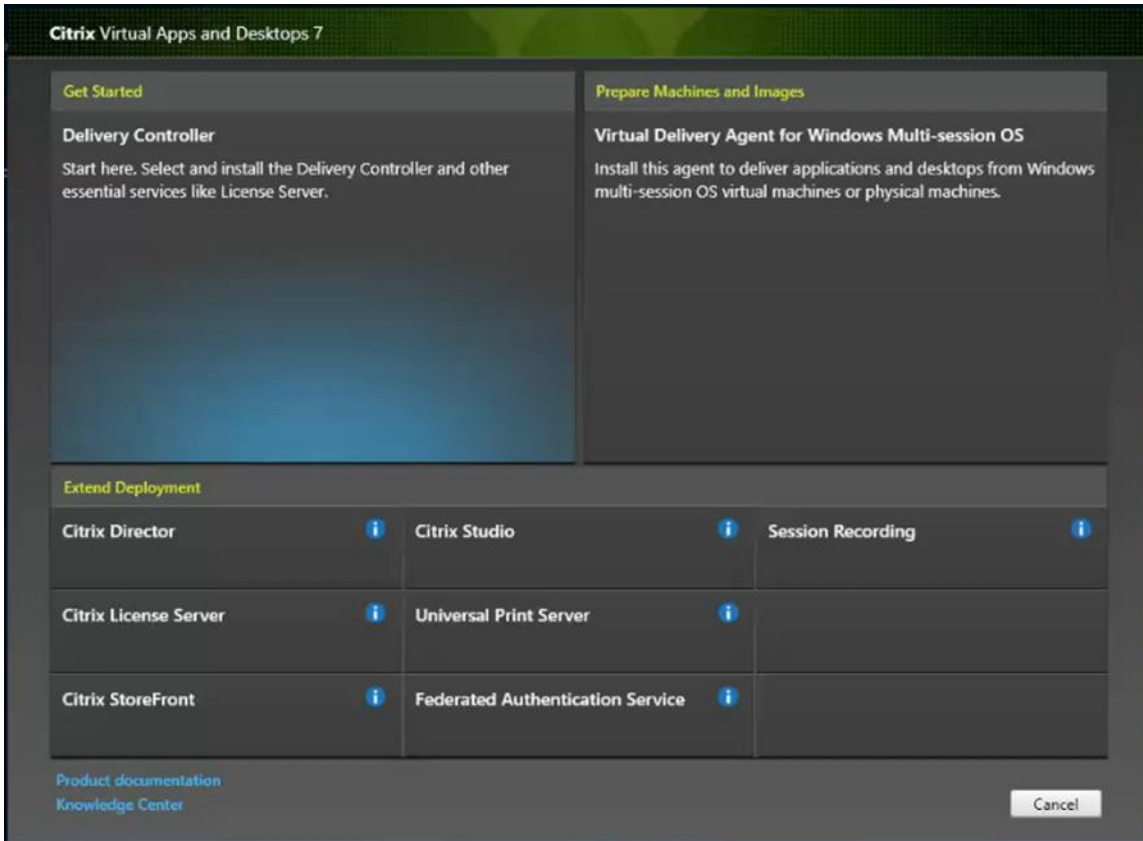 Citrix Virtual Apps and Desktops 7
Get Started
Delivery Controller
Start here. Select and install the Delivery Controller and other
essential services like License Server.
Prepare Machines and Images
Virtual Delivery Agent for Windows Multi-session OS
Install this agent to deliver applications and desktops from Windows
multi-session OS virtual machines or physical machines.
Extend Deployment
Citrix Director
Citrix Studio
Session Recording
Citrix License Server
Universal Print Server
Citrix StoreFront
Federated Authentication Service
Product documentation
Knowledge Center
Cancel